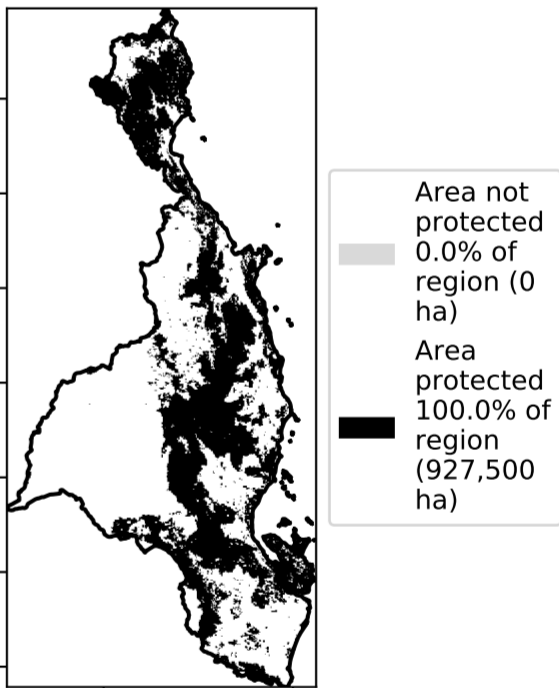 Area not
protected
0.0% of
region (0
ha)
Area
protected
100.0% of
region
(927,500
ha)